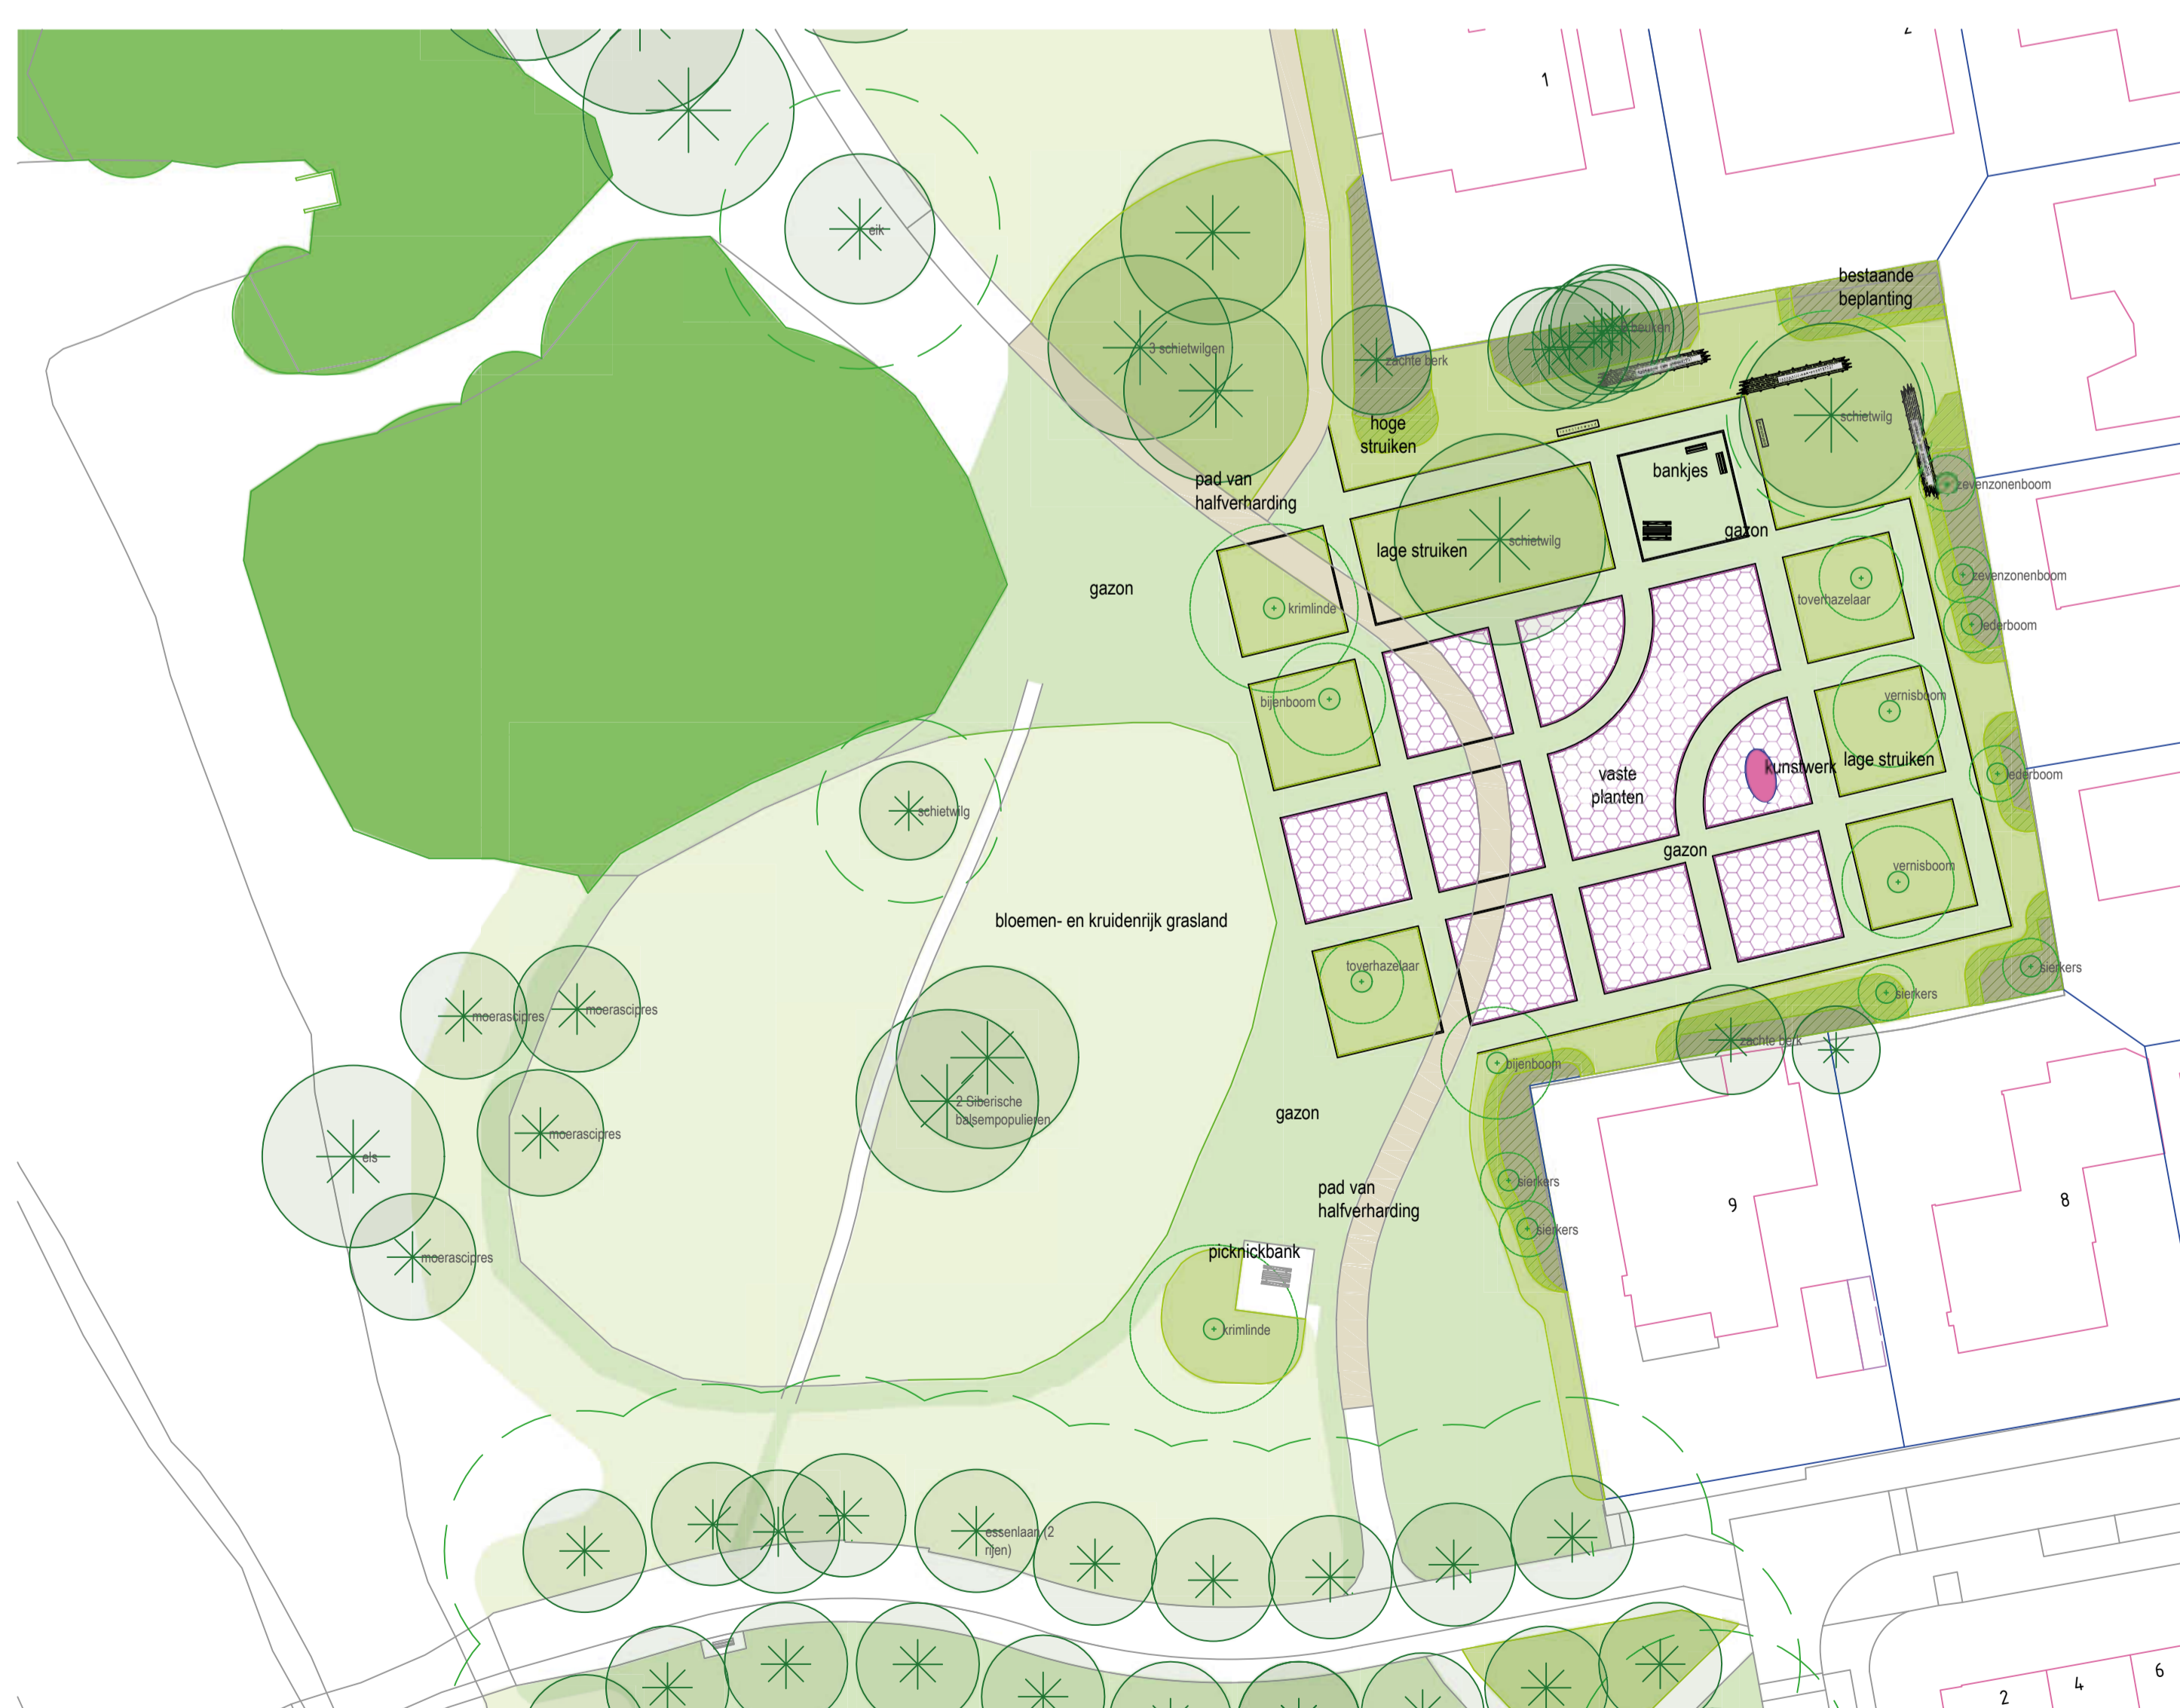 2
1
eik
bestaande
beplanting
beuken
3 schietwilgen
zachte berk
schietwilg
hoge
struiken
bankjes
pad van
halfverharding
zevenzonenboom
gazon
schietwilg
lage struiken
gazon
zevenzonenboom
toverhazelaar
krimlinde
lederboom
vernisboom
bijenboom
lage struiken
kunstwerk
vaste
planten
lederboom
schietwilg
gazon
vernisboom
bloemen- en kruidenrijk grasland
toverhazelaar
sierkers
sierkers
moerascipres
moerascipres
zachte berk
bijenboom
2 Siberische
balsempopulieren
gazon
moerascipres
els
sierkers
pad van
halfverharding
9
8
sierkers
picknickbank
moerascipres
krimlinde
essenlaan (2
rijen)
2
4
6